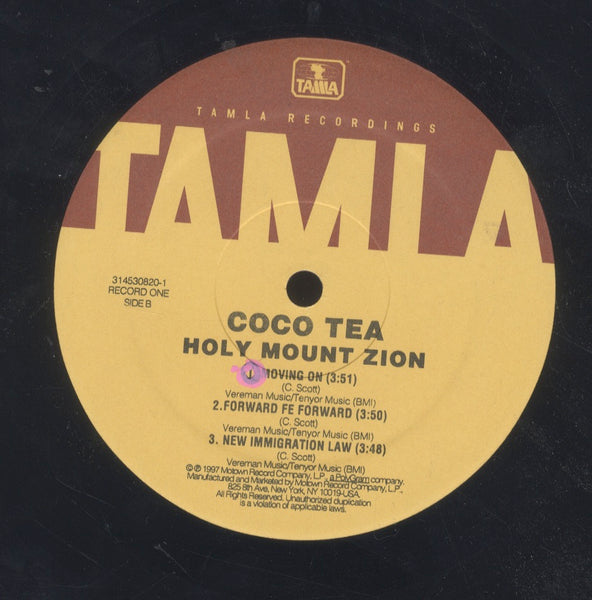 TAMLA
TAMLA RECORDINGS
TAMLA
314530820-1
RECORD ONE
SIDE B
COCO TEA
HOLY MOUNT ZION
1. MOVING ON (3:51)
(C. Scott)
Vereman Music/Tenyor Music (BMI)
2.FORWARD FE FORWARD (3:50)
(C. Scott)
Vereman Music/Tenyor Music (BMI)
3. NEW IMMIGRATION LAW (3:48)
(C. Scott)
Vereman Music/Tenyor Music (BMI)
© ℗ 1997 Motown Record Company, L.P., a PolyGram company.
Manufactured and Marketed by Motown Record Company, L.P.,
825 8th Ave. New York, NY 10019-USA.
All Rights Reserved. Unauthorized duplication
is a violation of applicable laws.